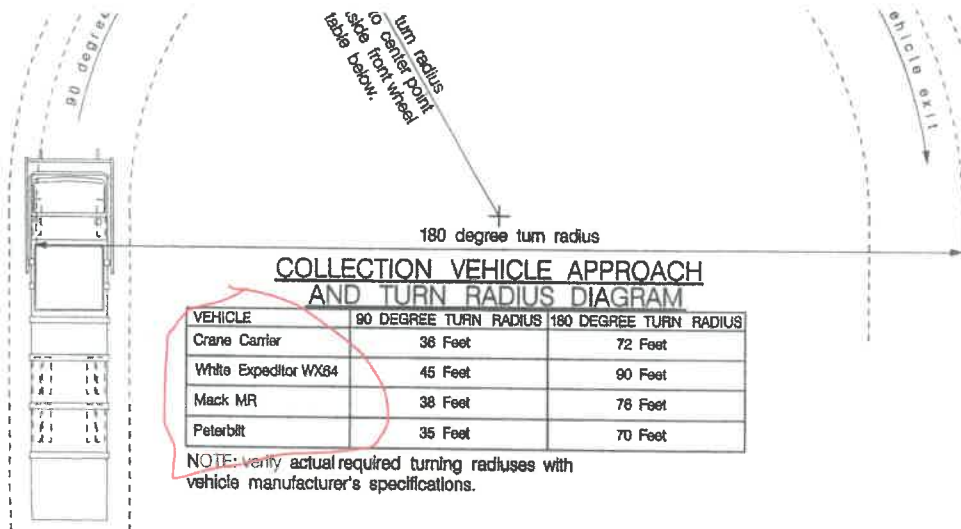 90 degree
turn radius
to center point
side front wheel
table below.
vehicle exit
180 degree turn radius
COLLECTION VEHICLE APPROACH
AND TURN RADIUS DIAGRAM
VEHICLE 90 DEGREE TURN RADIUS 180 DEGREE TURN RADIUS
Crane Carrier 36 Feet 72 Feet
White Expeditor WX64 45 Feet 90 Feet
Mack MR 38 Feet 76 Feet
Peterbilt 35 Feet 70 Feet
NOTE: verify actual required turning radiuses with
vehicle manufacturer's specifications.